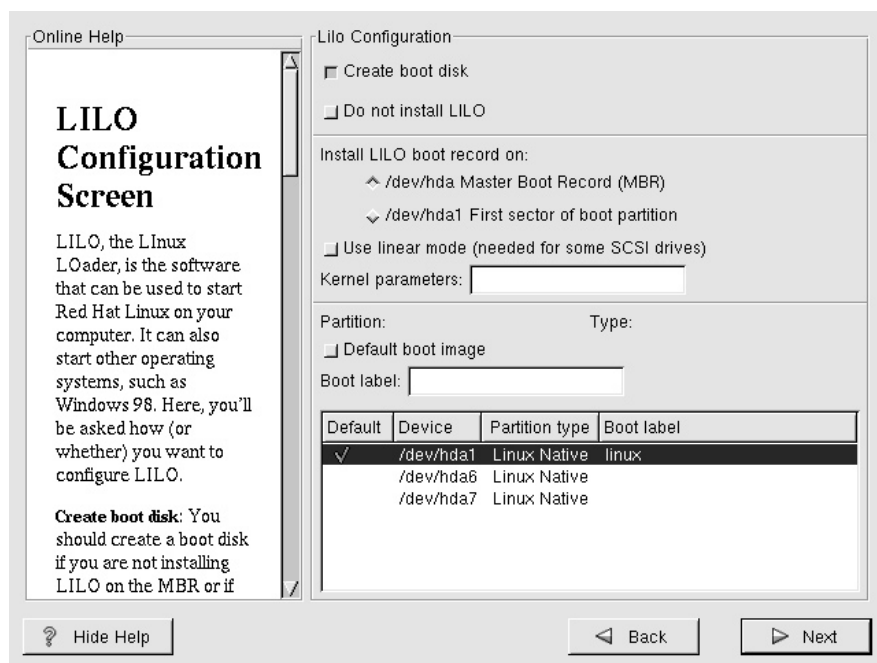 Online Help
LILO
Configuration
Screen
LILO, the LInux
LOader, is the software
that can be used to start
Red Hat Linux on your
computer. It can also
start other operating
systems, such as
Windows 98. Here, you'll
be asked how (or
whether) you want to
configure LILO.
Create boot disk: You
should create a boot disk
if you are not installing
LILO on the MBR or if
Lilo Configuration
Create boot disk
Do not install LILO
Install LILO boot record on:
/dev/hda Master Boot Record (MBR)
/dev/hda1 First sector of boot partition
Use linear mode (needed for some SCSI drives)
Kernel parameters:
Partition: Type:
Default boot image
Boot label:
Default Device Partition type Boot label
/dev/hda1 Linux Native linux
/dev/hda6 Linux Native
/dev/hda7 Linux Native
Hide Help Back Next